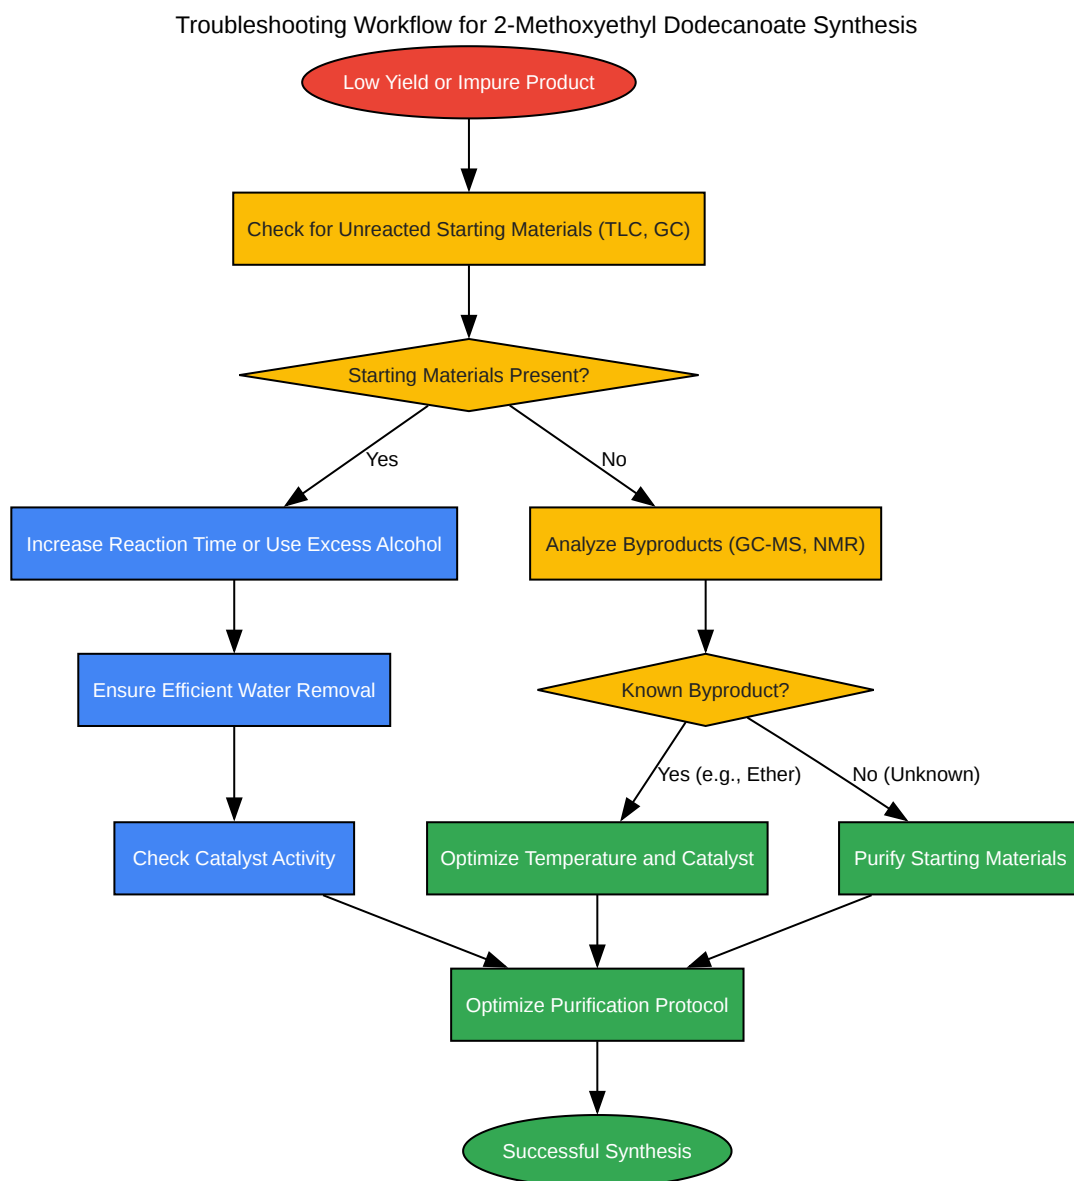 Troubleshooting Workflow for 2-Methoxyethyl Dodecanoate Synthesis
Low Yield or Impure Product
Check for Unreacted Starting Materials (TLC, GC)
Starting Materials Present?
Yes
No
Increase Reaction Time or Use Excess Alcohol
Analyze Byproducts (GC-MS, NMR)
Ensure Efficient Water Removal
Known Byproduct?
Yes (e.g., Ether)
No (Unknown)
Check Catalyst Activity
Optimize Temperature and Catalyst
Purify Starting Materials
Optimize Purification Protocol
Successful Synthesis